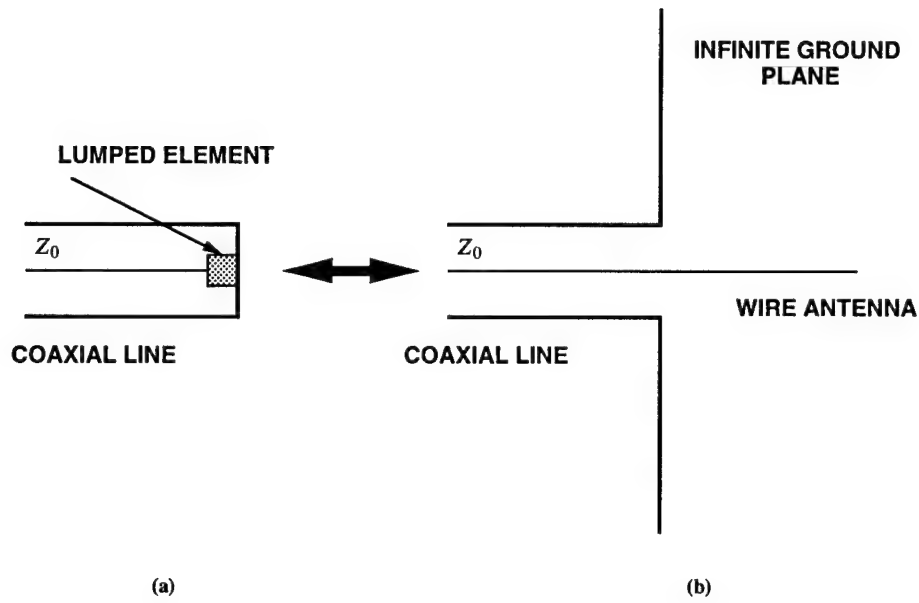 INFINITE GROUND
PLANE
LUMPED ELEMENT
Z0
Z0
WIRE ANTENNA
COAXIAL LINE
COAXIAL LINE
(a)
(b)